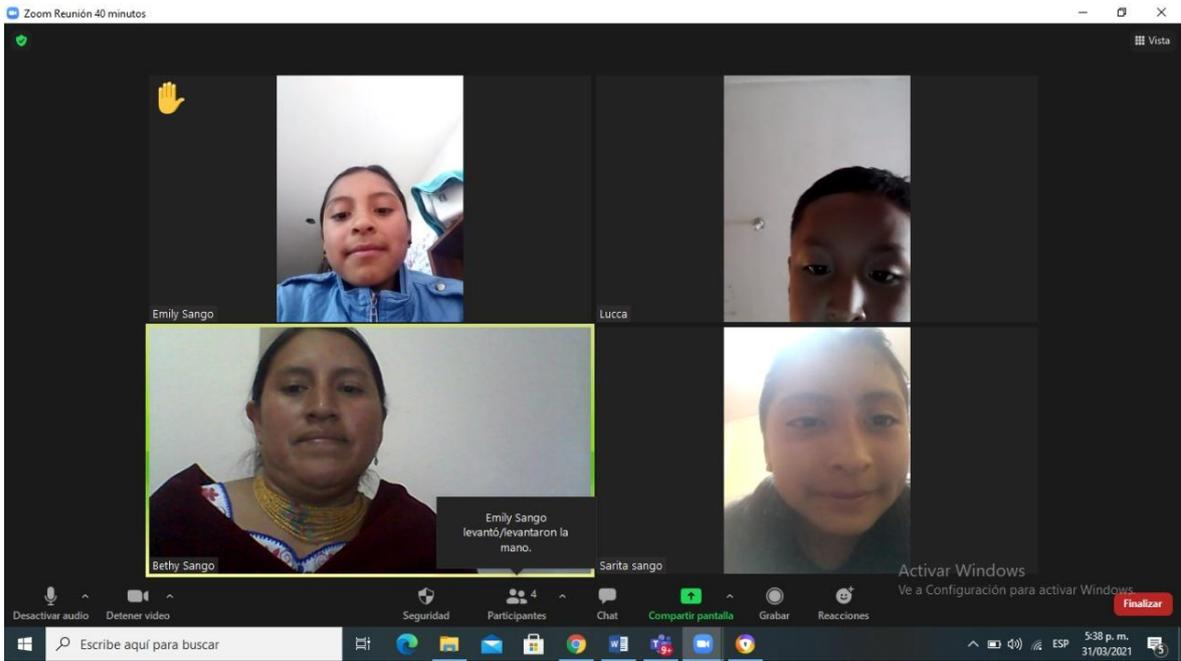 Zoom Reunión 40 minutos
Vista
Emily Sango
Lucca
Bethy Sango
Emily Sango
levantó/levantaron la
mano.
Sarita sango
Activar Windows
Ve a Configuración para activar Windows.
Desactivar audio
Detener video
Seguridad
4
Participantes
Chat
Compartir pantalla
Grabar
Reacciones
Finalizar
Escribe aquí para buscar
W
9+
ESP
5:38 p. m.
31/03/2021
5